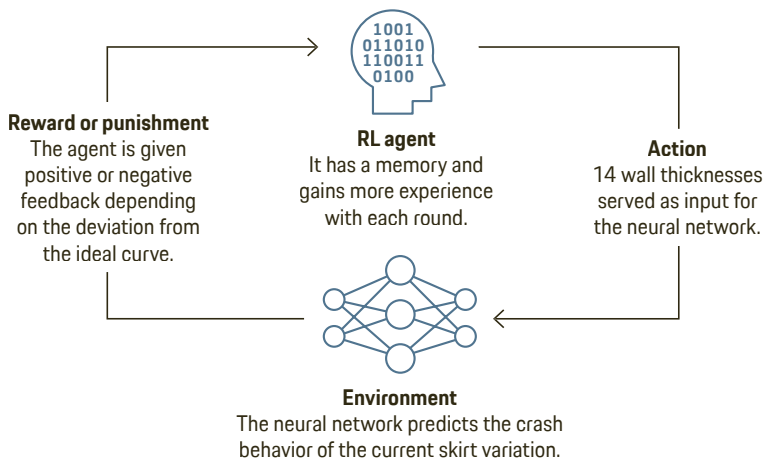 1001
011010
110011
0100
Reward or punishment
The agent is given
positive or negative
feedback depending
on the deviation from
the ideal curve.
RL agent
It has a memory and
gains more experience
with each round.
Action
14 wall thicknesses
served as input for
the neural network.
Environment
The neural network predicts the crash
behavior of the current skirt variation.